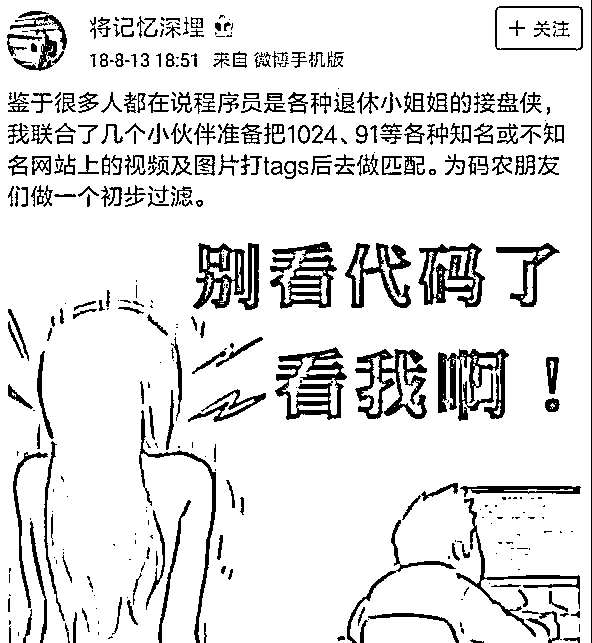 将记忆深埋
+ 关注
18-8-13 18:51 来自 微博手机版
鉴于很多人都在说程序员是各种退休小姐姐的接盘侠，
我联合了几个小伙伴准备把1024、91等各种知名或不知
名网站上的视频及图片打tags后去做匹配。为码农朋友
们做一个初步过滤。
别看代码了
看我啊！